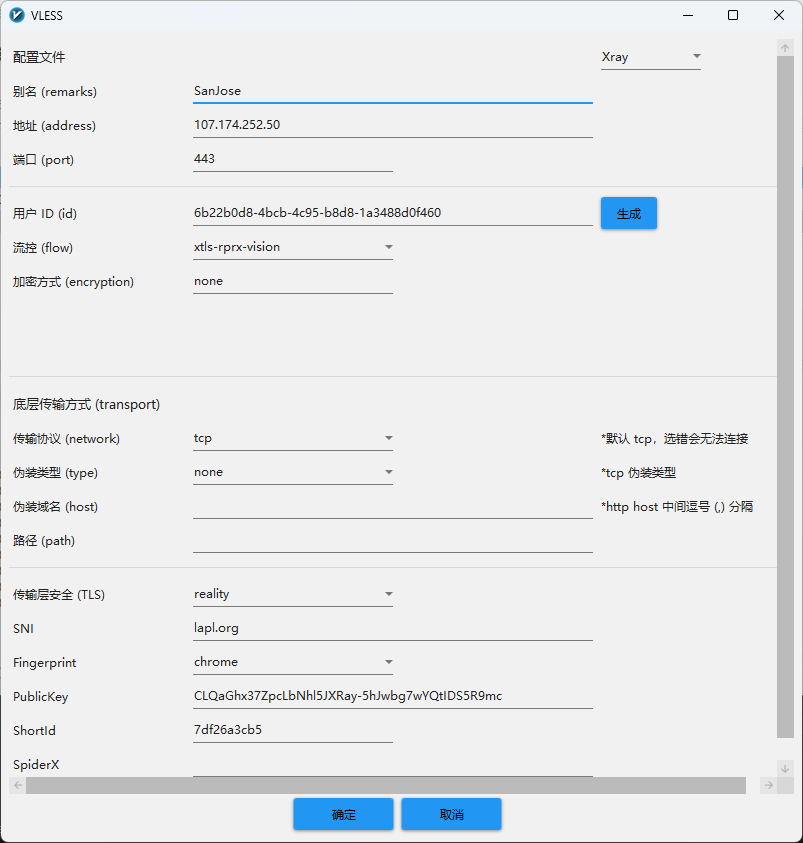 VLESS
配置文件 Xray
别名 (remarks) SanJose
地址 (address) 107.174.252.50
端口 (port) 443
用户 ID (id) 6b22b0d8-4bcb-4c95-b8d8-1a3488d0f460 生成
流控 (flow) xtls-rprx-vision
加密方式 (encryption) none
底层传输方式 (transport)
传输协议 (network) tcp *默认 tcp，选错会无法连接
伪装类型 (type) none *tcp 伪装类型
伪装域名 (host) *http host 中间逗号 (,) 分隔
路径 (path)
传输层安全 (TLS) reality
SNI lapl.org
Fingerprint chrome
PublicKey CLQaGhx37ZpcLbNhl5JXRay-5hJwbg7wYQtIDS5R9mc
ShortId 7df26a3cb5
SpiderX
确定 取消